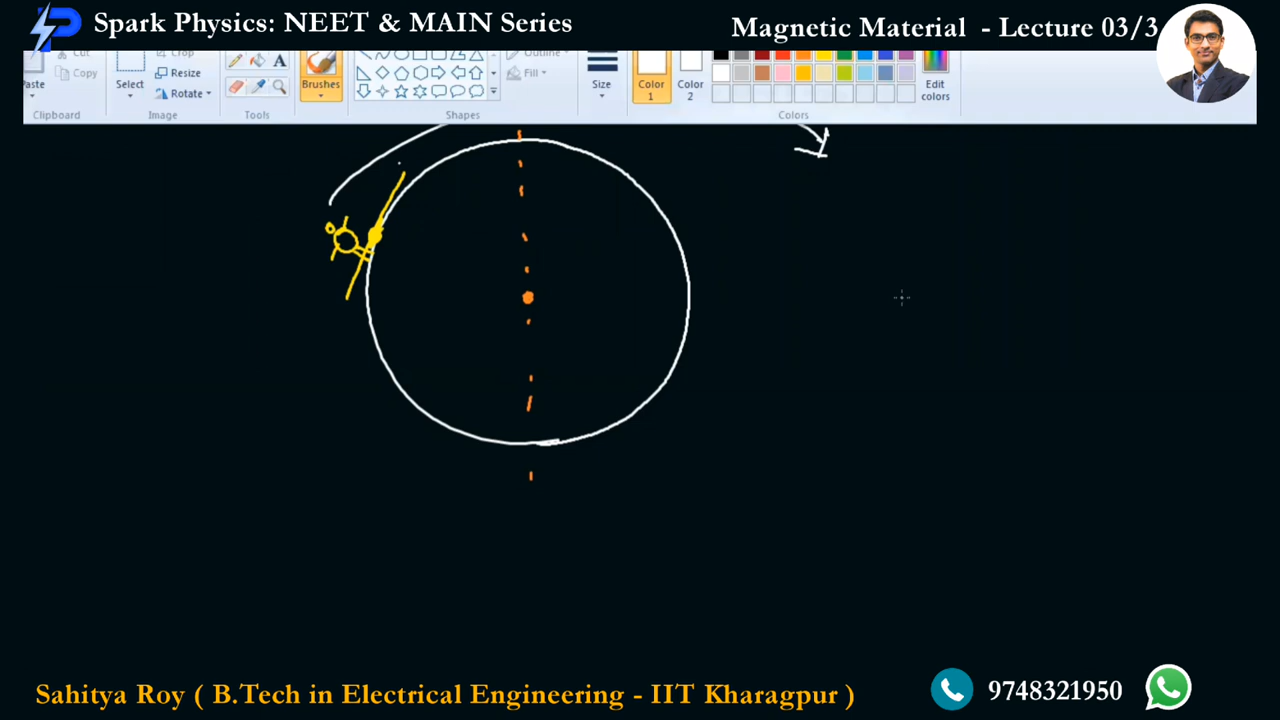 Spark Physics: NEET & MAIN Series
Magnetic Material - Lecture 03/3
Cut
Crop
Outline
Paste
Copy
Resize
Select
Brushes
Fill
Size
Color 1
Color 2
Edit colors
Rotate
Clipboard
Image
Tools
Shapes
Colors
Sahitya Roy ( B.Tech in Electrical Engineering - IIT Kharagpur )
9748321950